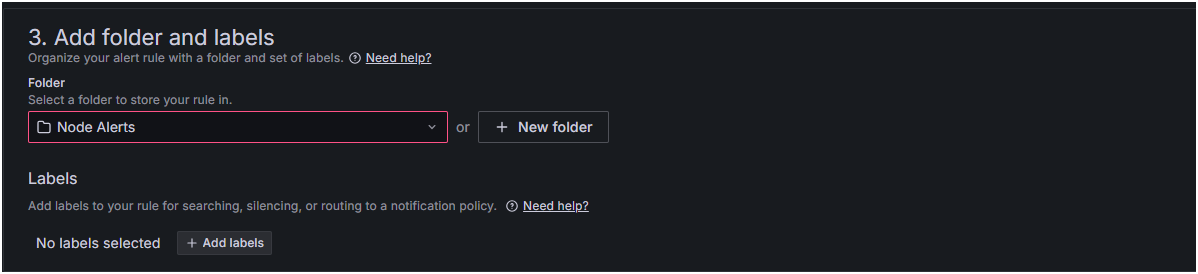 3. Add folder and labels
Organize your alert rule with a folder and set of labels. Need help?
Folder
Select a folder to store your rule in.
Node Alerts or + New folder
Labels
Add labels to your rule for searching, silencing, or routing to a notification policy. Need help?
No labels selected + Add labels